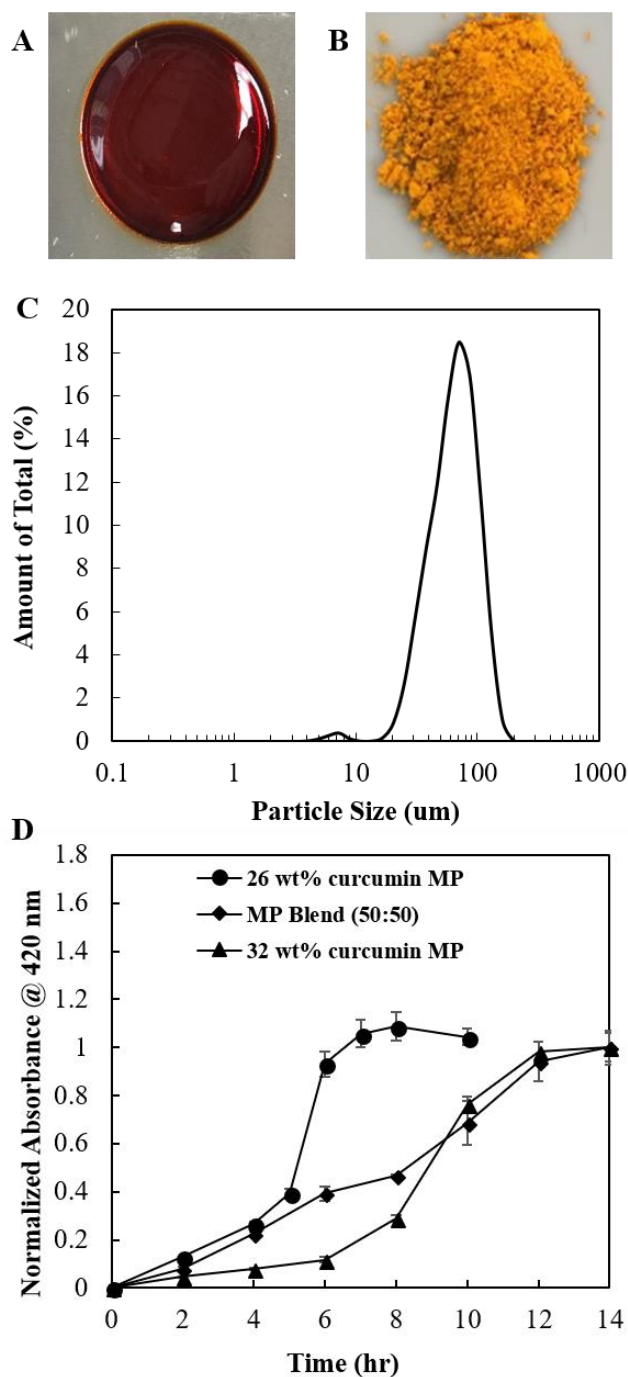 A
B
C
20
18
16
14
12
10
8
6
4
2
0
Amount of Total (%)
0.1 1 10 100 1000
Particle Size (um)
D
1.8
1.6
1.4
1.2
1
0.8
0.6
0.4
0.2
0
Normalized Absorbance @ 420 nm
26 wt% curcumin MP
MP Blend (50:50)
32 wt% curcumin MP
0 2 4 6 8 10 12 14
Time (hr)